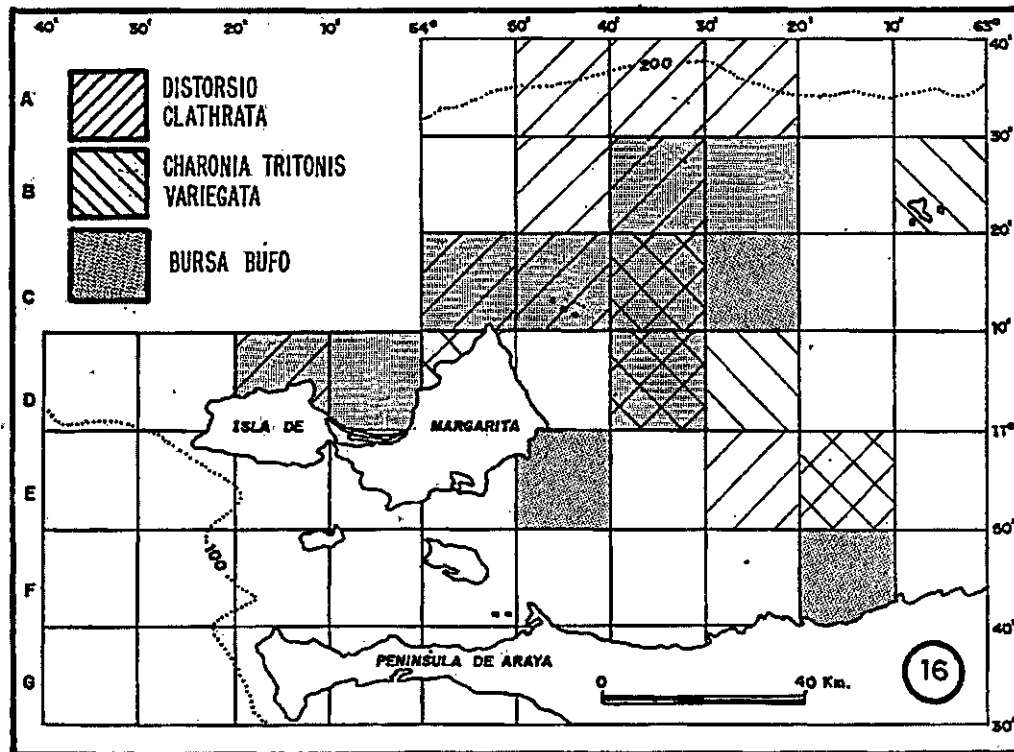 40' 20' 10' 64° 50' 40' 30' 20' 10' 63°
40'
200
A
DISTORSIO
CLATHRATA
30'
CHARONIA TRITONIS
VARIEGATA
B
20'
BURSA BUFO
C
10'
D
ISLA DE MARGARITA
11°
E
50'
100
F
40'
PENINSULA DE ARAYA
G
0 40 Km.
16
30'